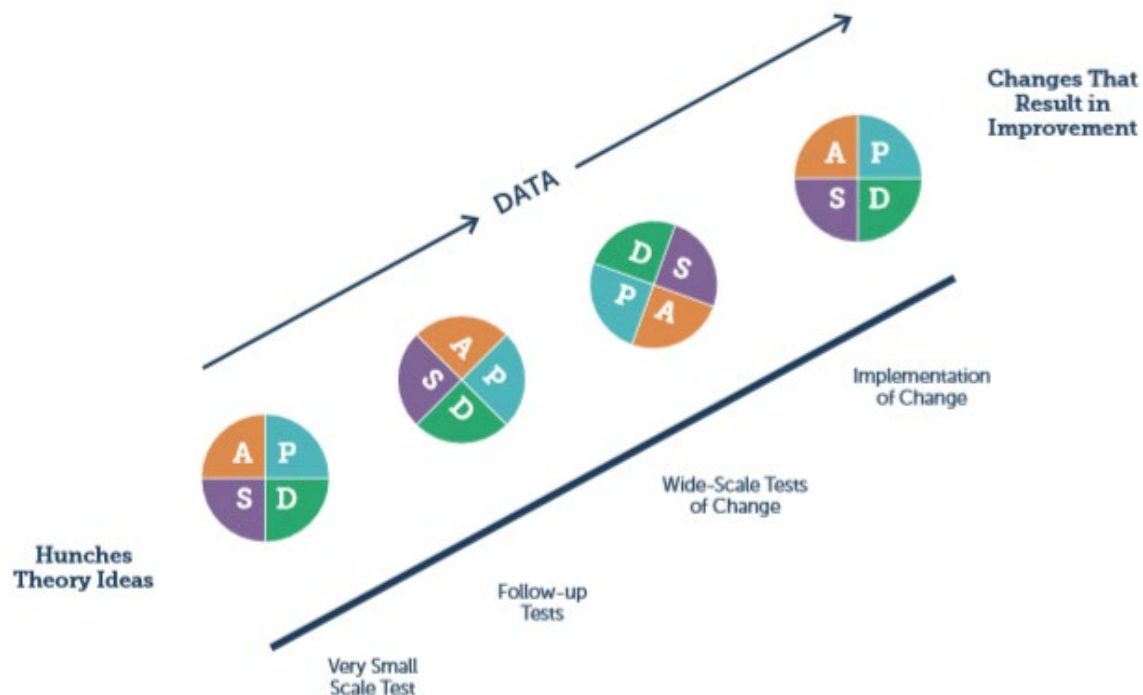 Changes That
Result in
Improvement
DATA
A P
S D
D S
P A
A P
S D
A P
S D
Implementation
of Change
Wide-Scale Tests
of Change
Hunches
Theory Ideas
Follow-up
Tests
Very Small
Scale Test